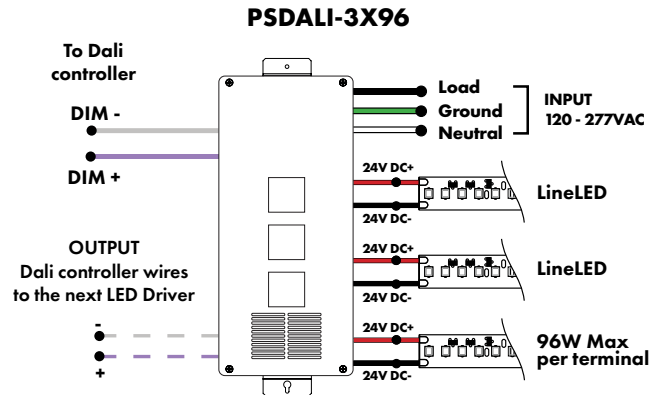 PSDALI-3X96
To Dali
controller
DIM -
DIM +
OUTPUT
Dali controller wires
to the next LED Driver
-
+
Load
Ground
Neutral
INPUT
120 - 277VAC
24V DC+
24V DC-
LineLED
24V DC+
24V DC-
LineLED
24V DC+
24V DC-
96W Max
per terminal